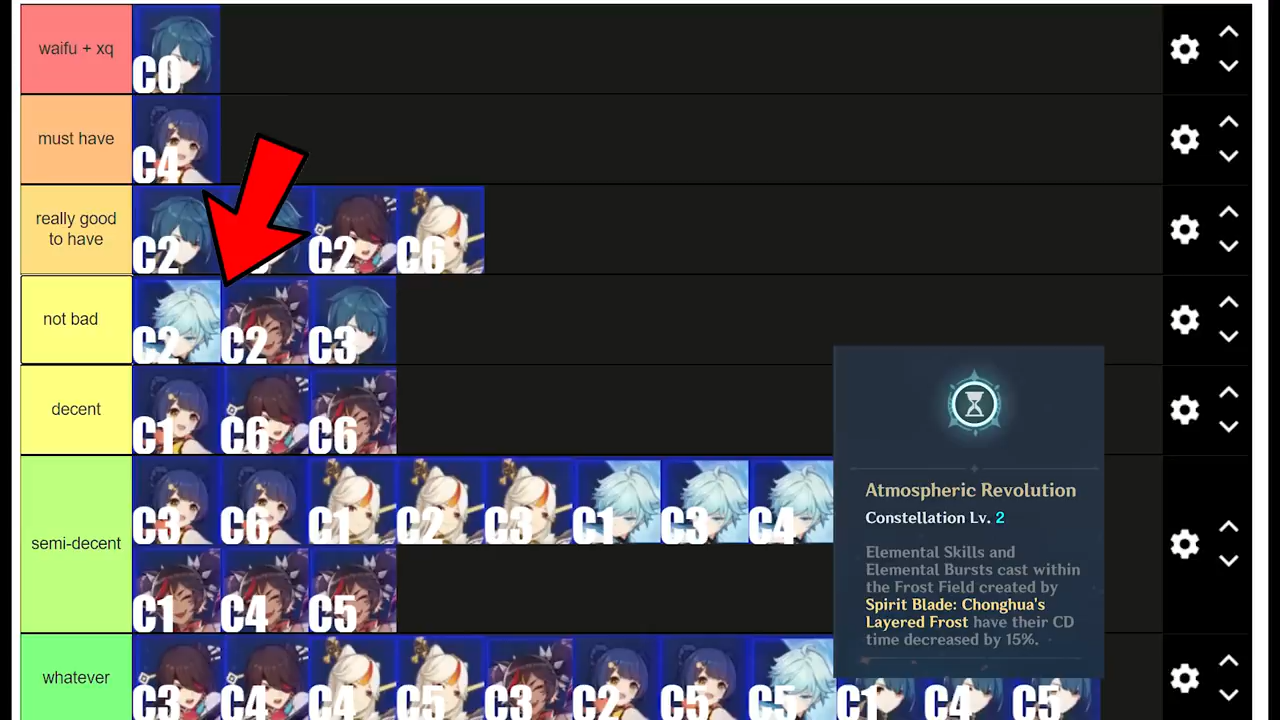 waifu + xq
C0
must have
C4
really good
to have
C2
C2
C6
not bad
C2
C2
C3
decent
C1
C6
C6
semi-decent
C3
C6
C1
C2
C3
C1
C3
C4
C1
C4
C5
whatever
C3
C4
C4
C5
C3
C2
C5
C5
C1
C4
C5
Atmospheric Revolution
Constellation Lv. 2
Elemental Skills and
Elemental Bursts cast within
the Frost Field created by
Spirit Blade: Chonghua's
Layered Frost have their CD
time decreased by 15%.